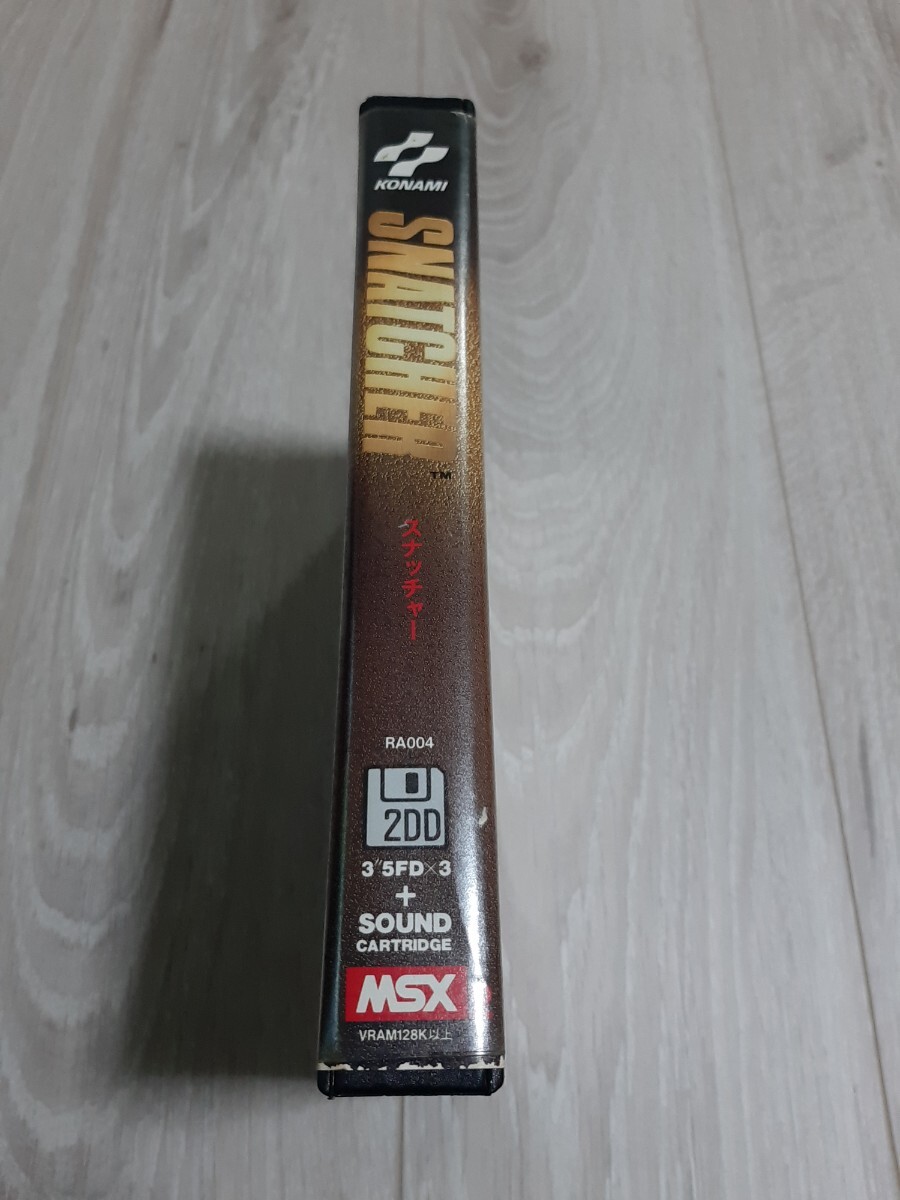 KONAMI
SNATCHER
TM
スナッチャー
RA004
2DD
3"5FD×3
+
SOUND
CARTRIDGE
MSX
VRAM128K以上